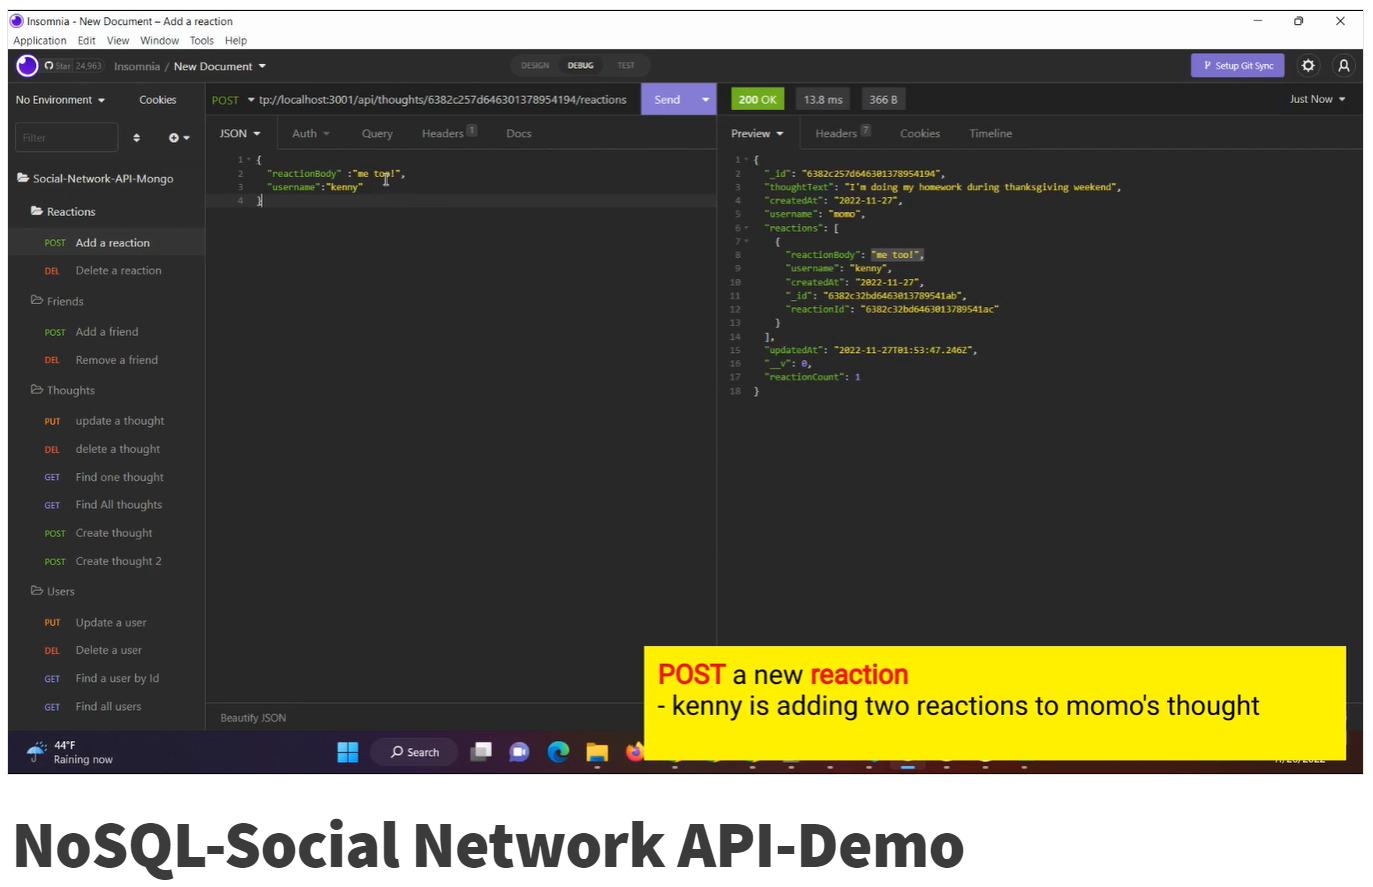 Insomnia - New Document – Add a reaction
Application Edit View Window Tools Help
Star 24,963 Insomnia / New Document DESIGN DEBUG TEST Setup Git Sync
No Environment Cookies POST tp://localhost:3001/api/thoughts/6382c257d646301378954194/reactions Send 200 OK 13.8 ms 366 B Just Now
Filter JSON Auth Query Headers 1 Docs Preview Headers 7 Cookies Timeline
Social-Network-API-Mongo
Reactions
POST Add a reaction
DEL Delete a reaction
Friends
POST Add a friend
DEL Remove a friend
Thoughts
PUT update a thought
DEL delete a thought
GET Find one thought
GET Find All thoughts
POST Create thought
POST Create thought 2
Users
PUT Update a user
DEL Delete a user
GET Find a user by Id
GET Find all users
1 {
2 "reactionBody" :"me too!",
3 "username":"kenny"
4 }
Beautify JSON
1 {
2 "_id": "6382c257d646301378954194",
3 "thoughtText": "I'm doing my homework during thanksgiving weekend",
4 "createdAt": "2022-11-27",
5 "username": "momo",
6 "reactions": [
7 {
8 "reactionBody": "me too!",
9 "username": "kenny",
10 "createdAt": "2022-11-27",
11 "_id": "6382c32bd6463013789541ab",
12 "reactionId": "6382c32bd6463013789541ac"
13 }
14 ],
15 "updatedAt": "2022-11-27T01:53:47.246Z",
16 "__v": 0,
17 "reactionCount": 1
18 }
POST a new reaction
- kenny is adding two reactions to momo's thought
44°F
Raining now
Search
NoSQL-Social Network API-Demo